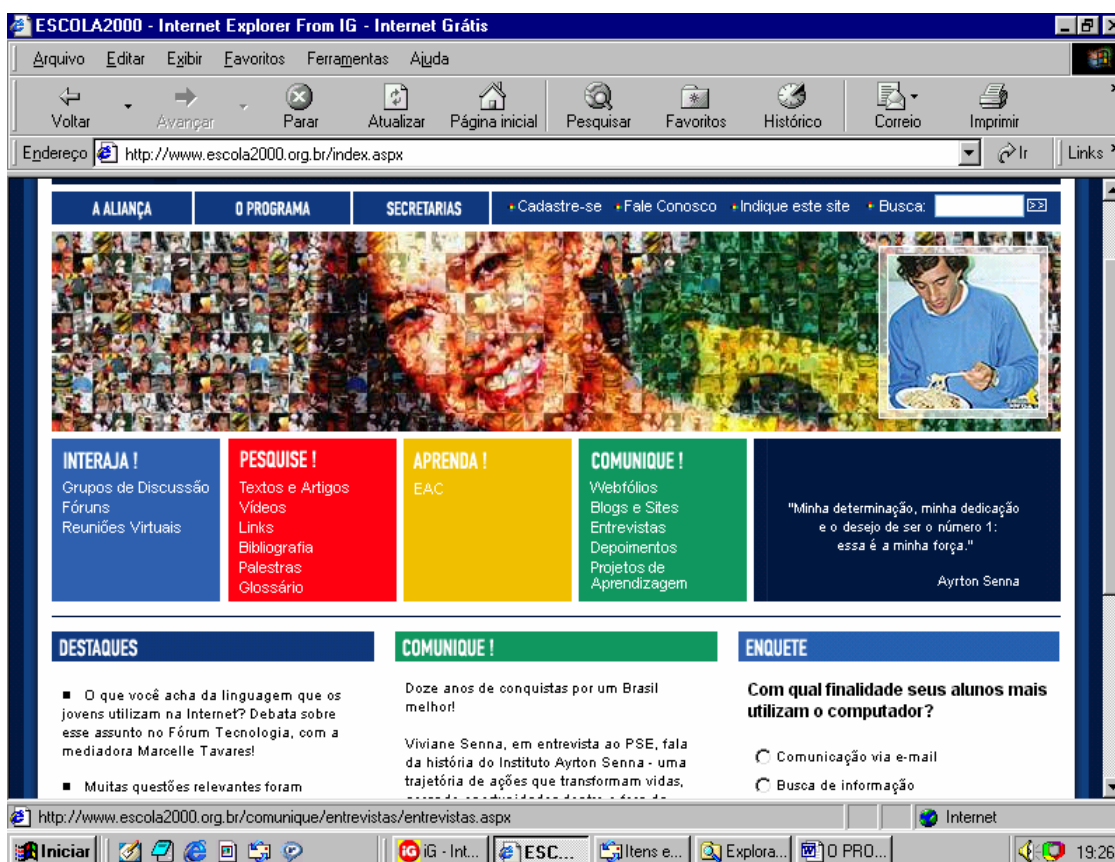 ESCOLA2000 - Internet Explorer From IG - Internet Grátis
Arquivo Editar Exibir Favoritos Ferramentas Ajuda
Voltar Avançar Parar Atualizar Página inicial Pesquisar Favoritos Histórico Correio Imprimir
Endereço http://www.escola2000.org.br/index.aspx Ir Links
A ALIANÇA O PROGRAMA SECRETARIAS Cadastre-se Fale Conosco Indique este site Busca: >>
INTERAJA !
Grupos de Discussão
Fóruns
Reuniões Virtuais
PESQUISE !
Textos e Artigos
Vídeos
Links
Bibliografia
Palestras
Glossário
APRENDA !
EAC
COMUNIQUE !
Webfólios
Blogs e Sites
Entrevistas
Depoimentos
Projetos de
Aprendizagem
"Minha determinação, minha dedicação
e o desejo de ser o número 1:
essa é a minha força."
Ayrton Senna
DESTAQUES
O que você acha da linguagem que os
jovens utilizam na Internet? Debata sobre
esse assunto no Fórum Tecnologia, com a
mediadora Marcelle Tavares!
Muitas questões relevantes foram
COMUNIQUE !
Doze anos de conquistas por um Brasil
melhor!
Viviane Senna, em entrevista ao PSE, fala
da história do Instituto Ayrton Senna - uma
trajetória de ações que transformam vidas,
ENQUETE
Com qual finalidade seus alunos mais
utilizam o computador?
Comunicação via e-mail
Busca de informação
http://www.escola2000.org.br/comunique/entrevistas/entrevistas.aspx Internet
Iniciar iG - Int... ESC... Itens e... Explora... O PRO... 19:26